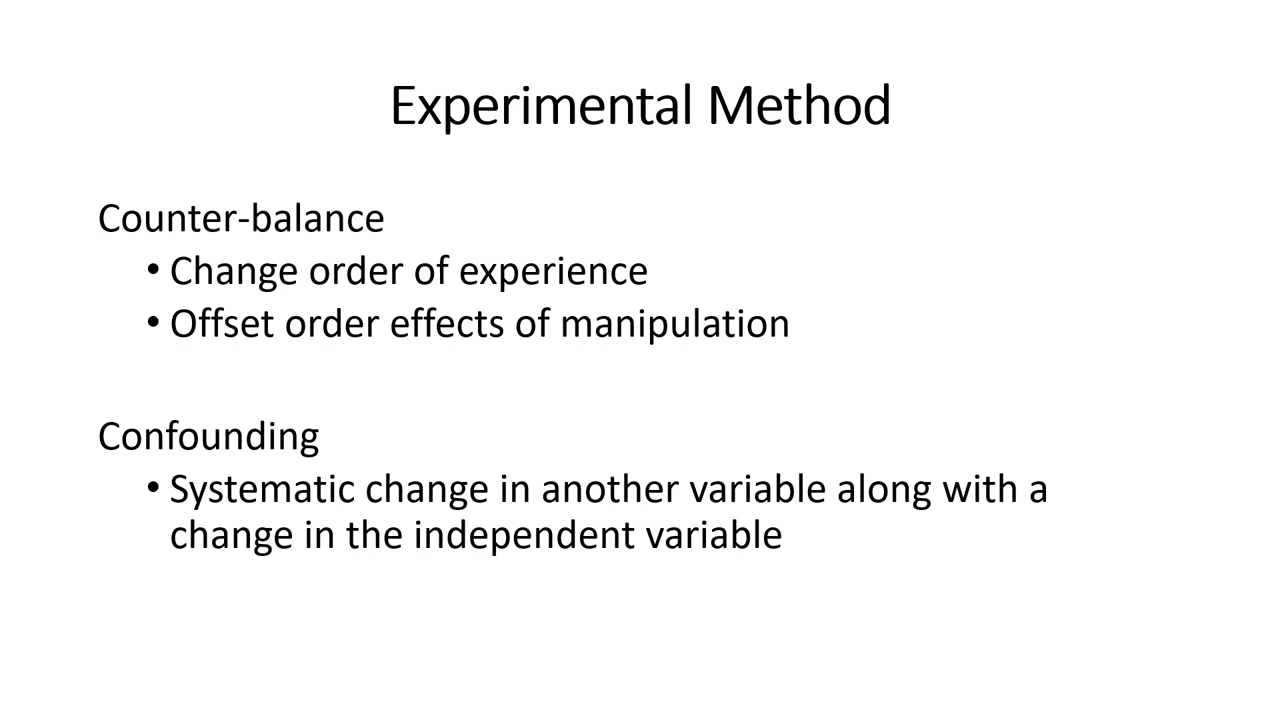 Experimental Method
Counter-balance
• Change order of experience
• Offset order effects of manipulation
Confounding
• Systematic change in another variable along with a
change in the independent variable